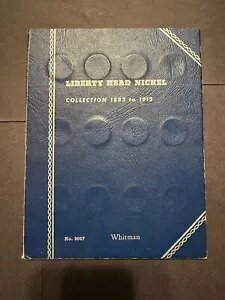 LIBERTY HEAD NICKEL
COLLECTION 1883 to 1912
No. 9007
Whitman